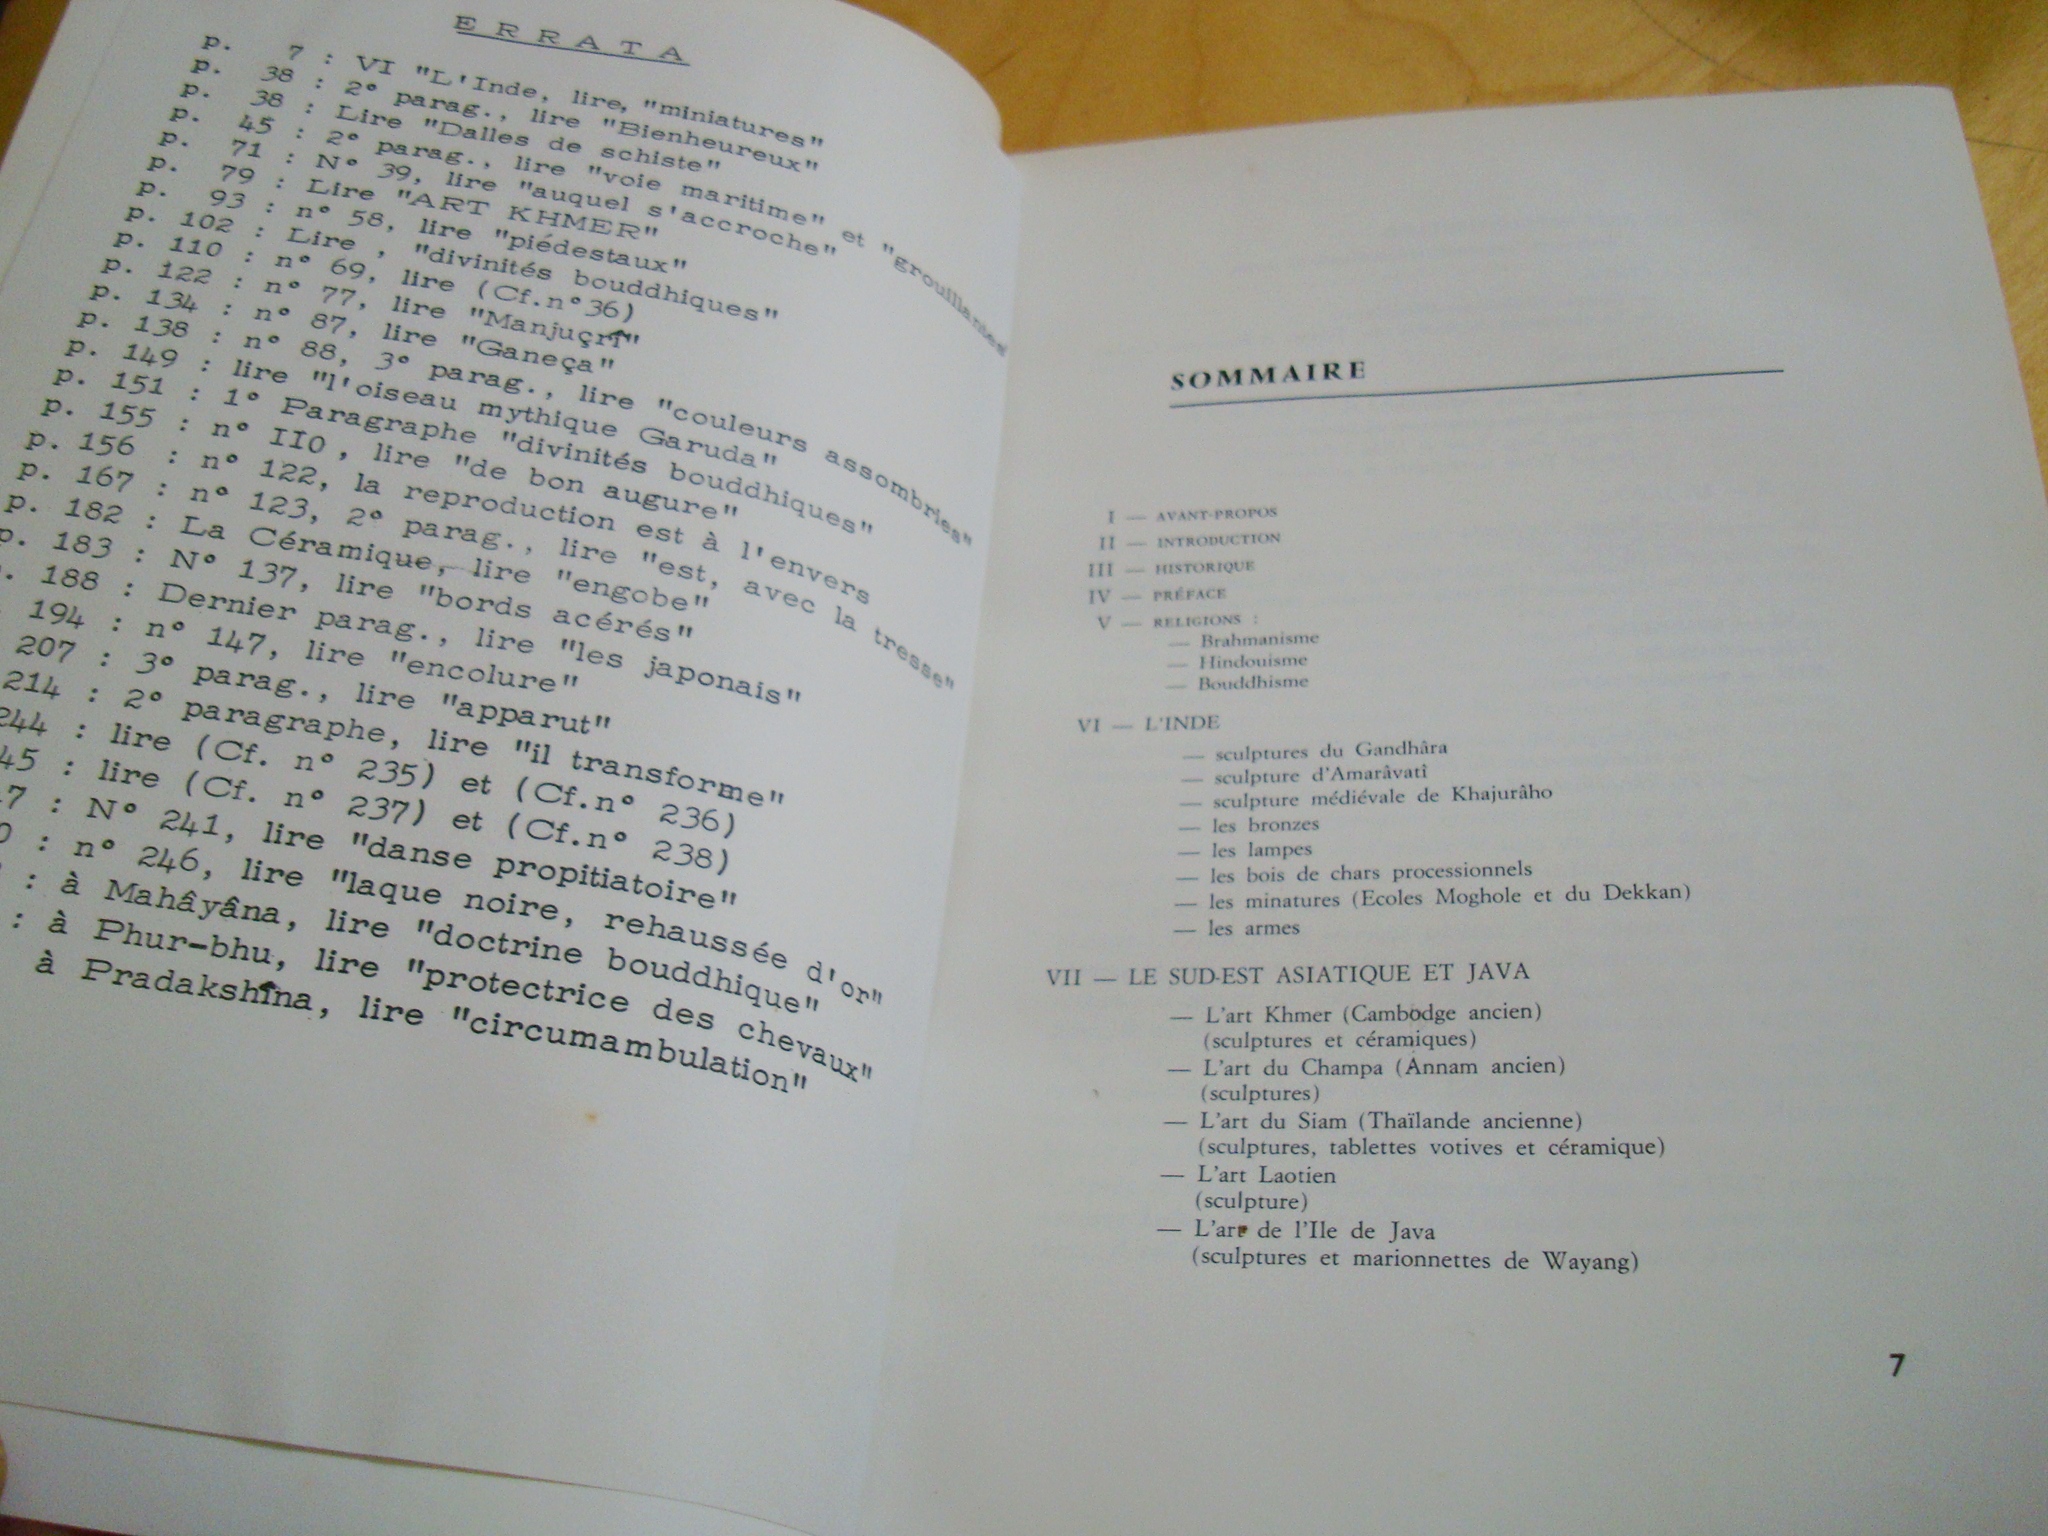 ERRATA
p. 7 : VI "L'Inde, lire, "miniatures"
p. 38 : 2° parag., lire "Bienheureux"
p. 38 : Lire "Dalles de schiste"
p. 45 : 2° parag., lire "voie maritime" et "grouillantes"
p. 71 : N° 39, lire "auquel s'accroche"
p. 79 : Lire "ART KHMER"
p. 93 : n° 58, lire "piédestaux"
p. 102 : Lire , "divinités bouddhiques"
p. 110 : n° 69, lire (Cf.n°36)
p. 122 : n° 77, lire "Manjuçrî"
p. 134 : n° 87, lire "Ganeça"
p. 138 : n° 88, 3° parag., lire "couleurs assombries"
p. 149 : lire "l'oiseau mythique Garuda"
p. 151 : 1° Paragraphe "divinités bouddhiques"
p. 155 : n° II0 , lire "de bon augure"
p. 156 : n° 122, la reproduction est à l'envers
p. 167 : n° 123, 2° parag., lire "est, avec la tresse"
p. 182 : La Céramique, lire "engobe"
p. 183 : N° 137, lire "bords acérés"
. 188 : Dernier parag., lire "les japonais"
194 : n° 147, lire "encolure"
207 : 3° parag., lire "apparut"
214 : 2° paragraphe, lire "il transforme"
244 : lire (Cf. n° 235) et (Cf.n° 236)
45 : lire (Cf. n° 237) et (Cf.n° 238)
7 : N° 241, lire "danse propitiatoire"
0 : n° 246, lire "laque noire, rehaussée d'or"
: à Mahâyâna, lire "doctrine bouddhique"
: à Phur-bhu, lire "protectrice des chevaux"
à Pradakshîna, lire "circumambulation"
SOMMAIRE
I — AVANT-PROPOS
II — INTRODUCTION
III — HISTORIQUE
IV — PRÉFACE
V — RELIGIONS :
— Brahmanisme
— Hindouisme
— Bouddhisme
VI — L'INDE
— sculptures du Gandhâra
— sculpture d'Amarâvatî
— sculpture médiévale de Khajurâho
— les bronzes
— les lampes
— les bois de chars processionnels
— les minatures (Ecoles Moghole et du Dekkan)
— les armes
VII — LE SUD-EST ASIATIQUE ET JAVA
— L'art Khmer (Cambodge ancien)
(sculptures et céramiques)
— L'art du Champa (Annam ancien)
(sculptures)
— L'art du Siam (Thaïlande ancienne)
(sculptures, tablettes votives et céramique)
— L'art Laotien
(sculpture)
— L'art de l'Ile de Java
(sculptures et marionnettes de Wayang)
7